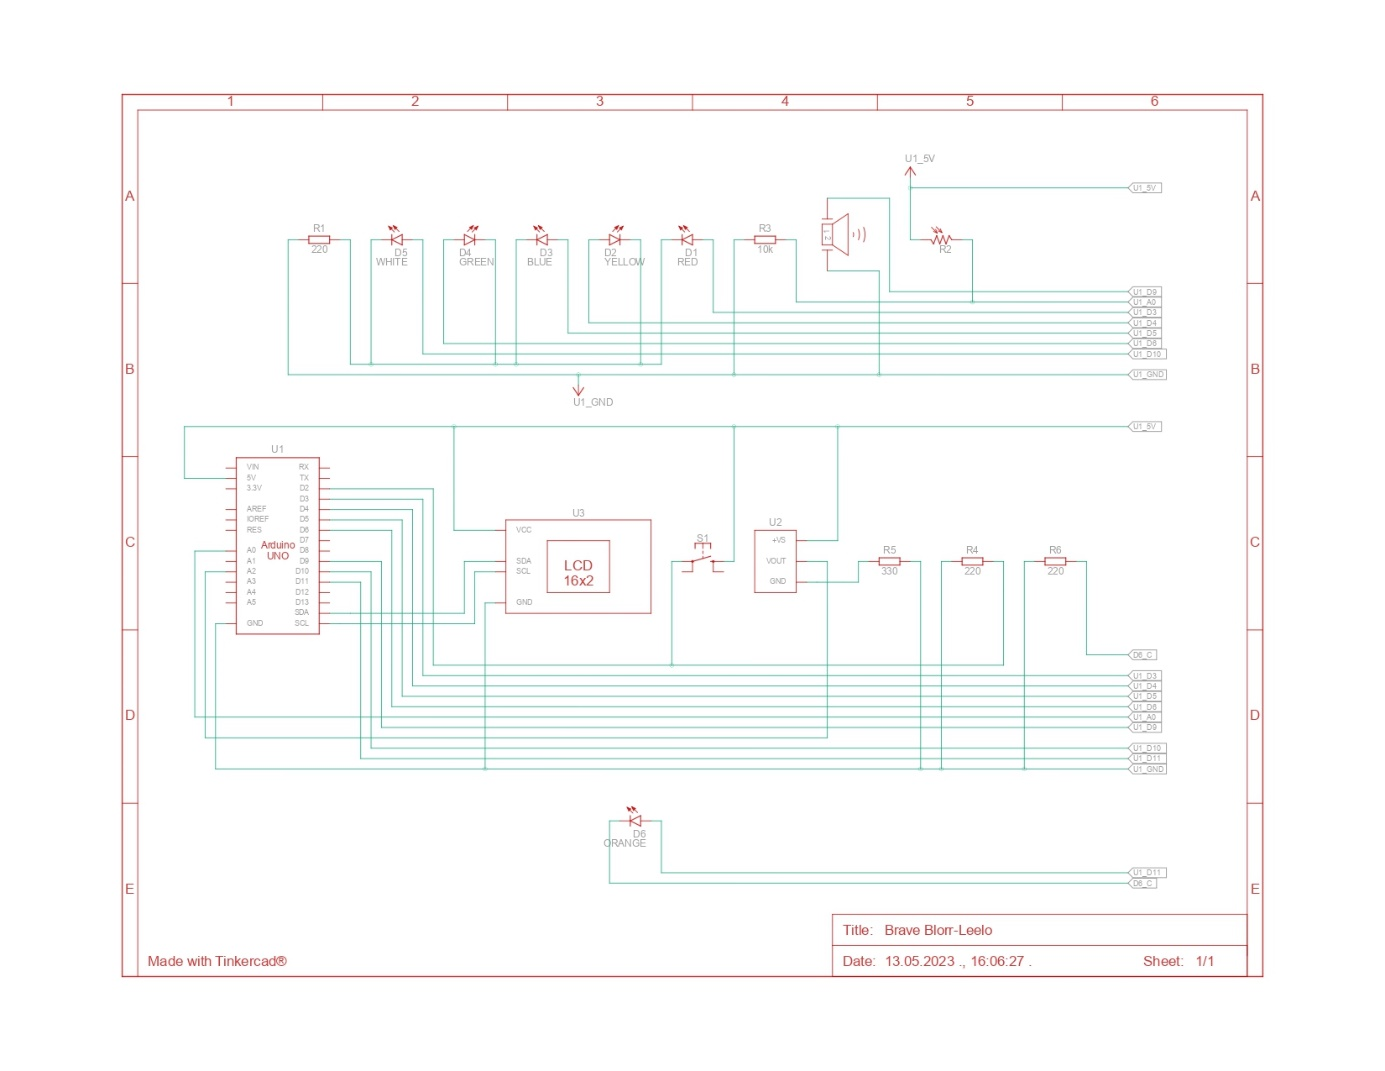 1 2 3 4 5 6
U1_5V
U1_5V
A A
R1
220
D5
WHITE
D4
GREEN
D3
BLUE
D2
YELLOW
D1
RED
R3
10k
R2
U1_D9
U1_A0
U1_D3
U1_D4
U1_D5
U1_D6
U1_D10
B B
U1_GND
U1_GND
U1_5V
U1
VIN RX
5V TX
3.3V D2
D3
AREF D4
IOREF D5
RES D6
D7
A0 D8
A1 D9
A2 D10
A3 D11
A4 D12
A5 D13
SDA
GND SCL
Arduino
UNO
U3
VCC
SDA
SCL
GND
LCD
16x2
S1
U2
+VS
VOUT
GND
R5
330
R4
220
R6
220
C C
D6_C
U1_D3
U1_D4
U1_D5
U1_D6
U1_A0
U1_D9
U1_D10
U1_D11
U1_GND
D D
D6
ORANGE
U1_D11
D6_C
E E
Title: Brave Blorr-Leelo
Made with Tinkercad®
Date: 13.05.2023 ., 16:06:27 . Sheet: 1/1